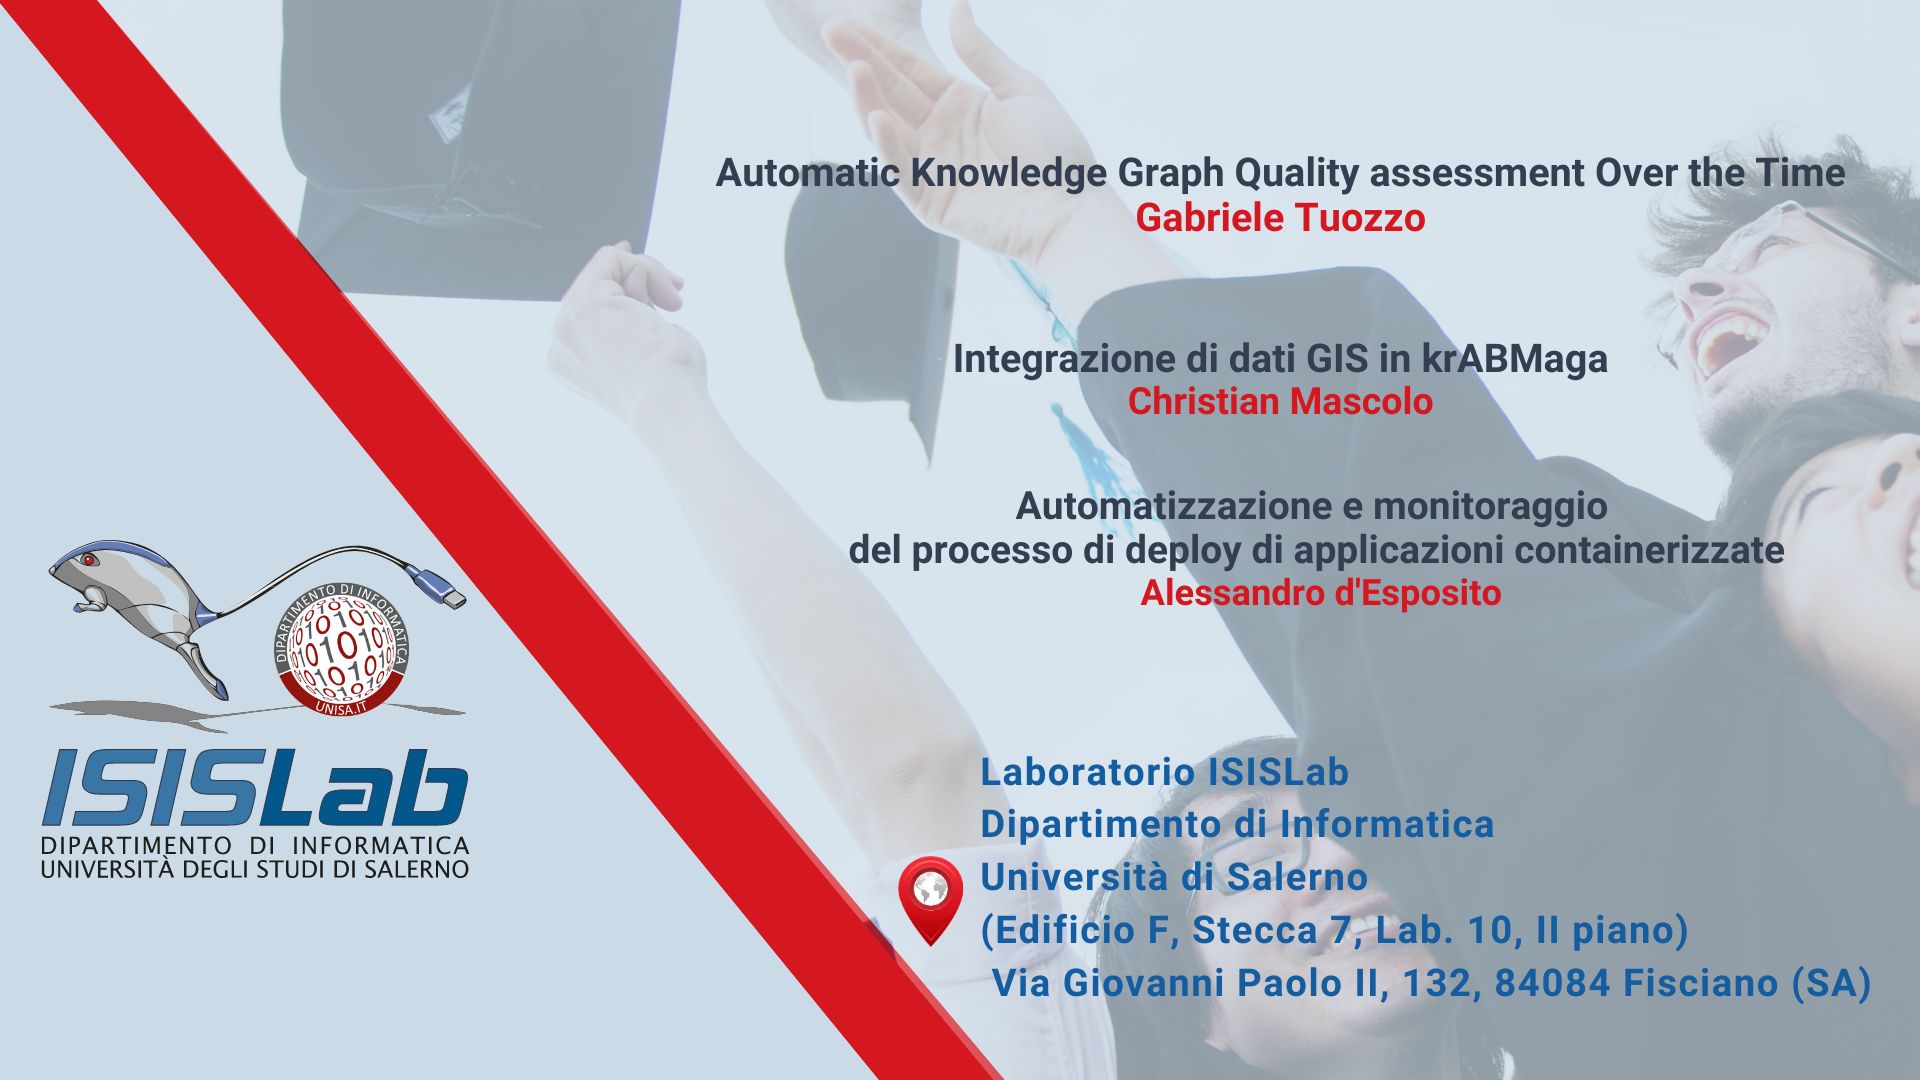 Automatic Knowledge Graph Quality assessment Over the Time
Gabriele Tuozzo
Integrazione di dati GIS in krABMaga
Christian Mascolo
Automatizzazione e monitoraggio
del processo di deploy di applicazioni containerizzate
Alessandro d'Esposito
DIPARTIMENTO DI INFORMATICA
UNISA.IT
ISISLab
DIPARTIMENTO DI INFORMATICA
UNIVERSITÀ DEGLI STUDI DI SALERNO
Laboratorio ISISLab
Dipartimento di Informatica
Università di Salerno
(Edificio F, Stecca 7, Lab. 10, II piano)
Via Giovanni Paolo II, 132, 84084 Fisciano (SA)